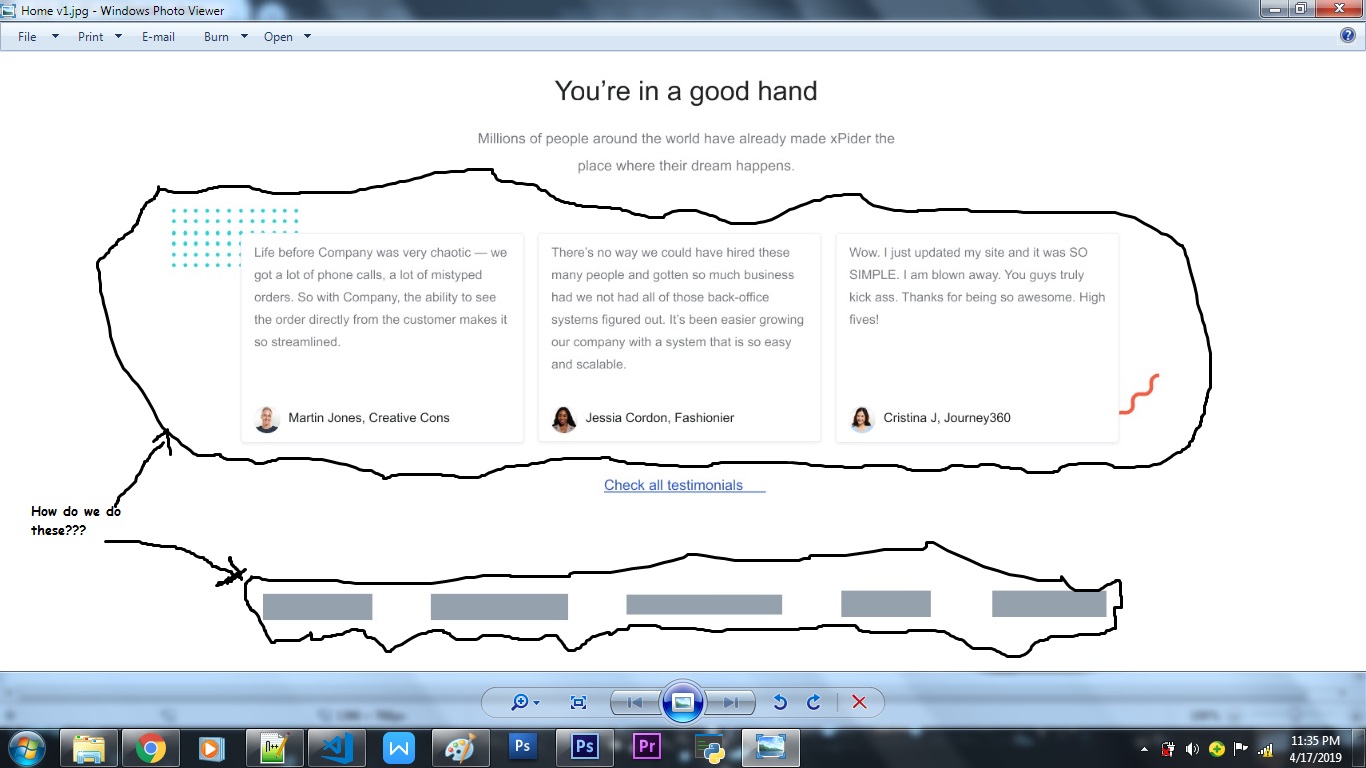 Home v1.jpg - Windows Photo Viewer
File Print E-mail Burn Open
You’re in a good hand
Millions of people around the world have already made xPider the
place where their dream happens.
Life before Company was very chaotic — we
got a lot of phone calls, a lot of mistyped
orders. So with Company, the ability to see
the order directly from the customer makes it
so streamlined.
Martin Jones, Creative Cons
There’s no way we could have hired these
many people and gotten so much business
had we not had all of those back-office
systems figured out. It’s been easier growing
our company with a system that is so easy
and scalable.
Jessia Cordon, Fashionier
Wow. I just updated my site and it was SO
SIMPLE. I am blown away. You guys truly
kick ass. Thanks for being so awesome. High
fives!
Cristina J, Journey360
Check all testimonials
How do we do
these???
N++
W
Ps
Ps
Pr
11:35 PM
4/17/2019